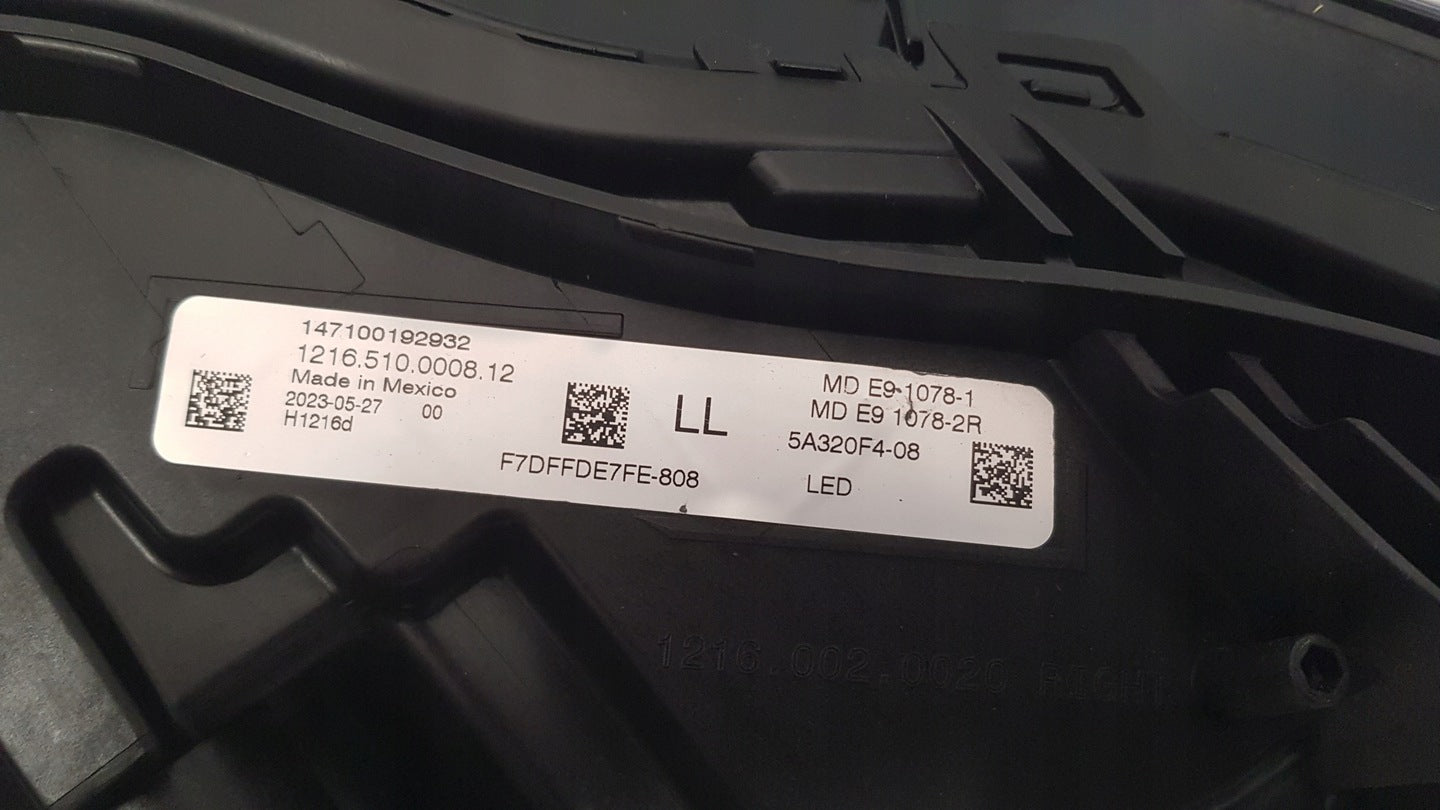 147100192932
1216.510.0008.12
Made in Mexico
2023-05-27 00
H1216d
F7DFFDE7FE-808
LL
MD E9 1078-1
MD E9 1078-2R
5A320F4-08
LED
1216.002.0020 RIGHT